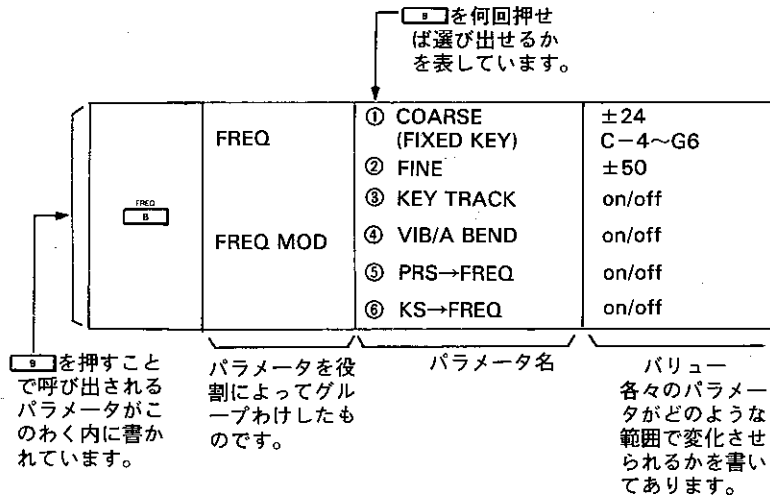 9 を何回押せ
ば選び出せるか
を表しています。
FREQ ① COARSE ±24
(FIXED KEY) C−4〜G6
② FINE ±50
FREQ
8
③ KEY TRACK on/off
FREQ MOD ④ VIB/A BEND on/off
⑤ PRS→FREQ on/off
⑥ KS→FREQ on/off
9 を押すこと
で呼び出される
パラメータがこ
のわく内に書か
れています。
パラメータを役
割によってグル
ープわけしたも
のです。
パラメータ名
バリュー
各々のパラメー
タがどのような
範囲で変化させ
られるかを書い
てあります。